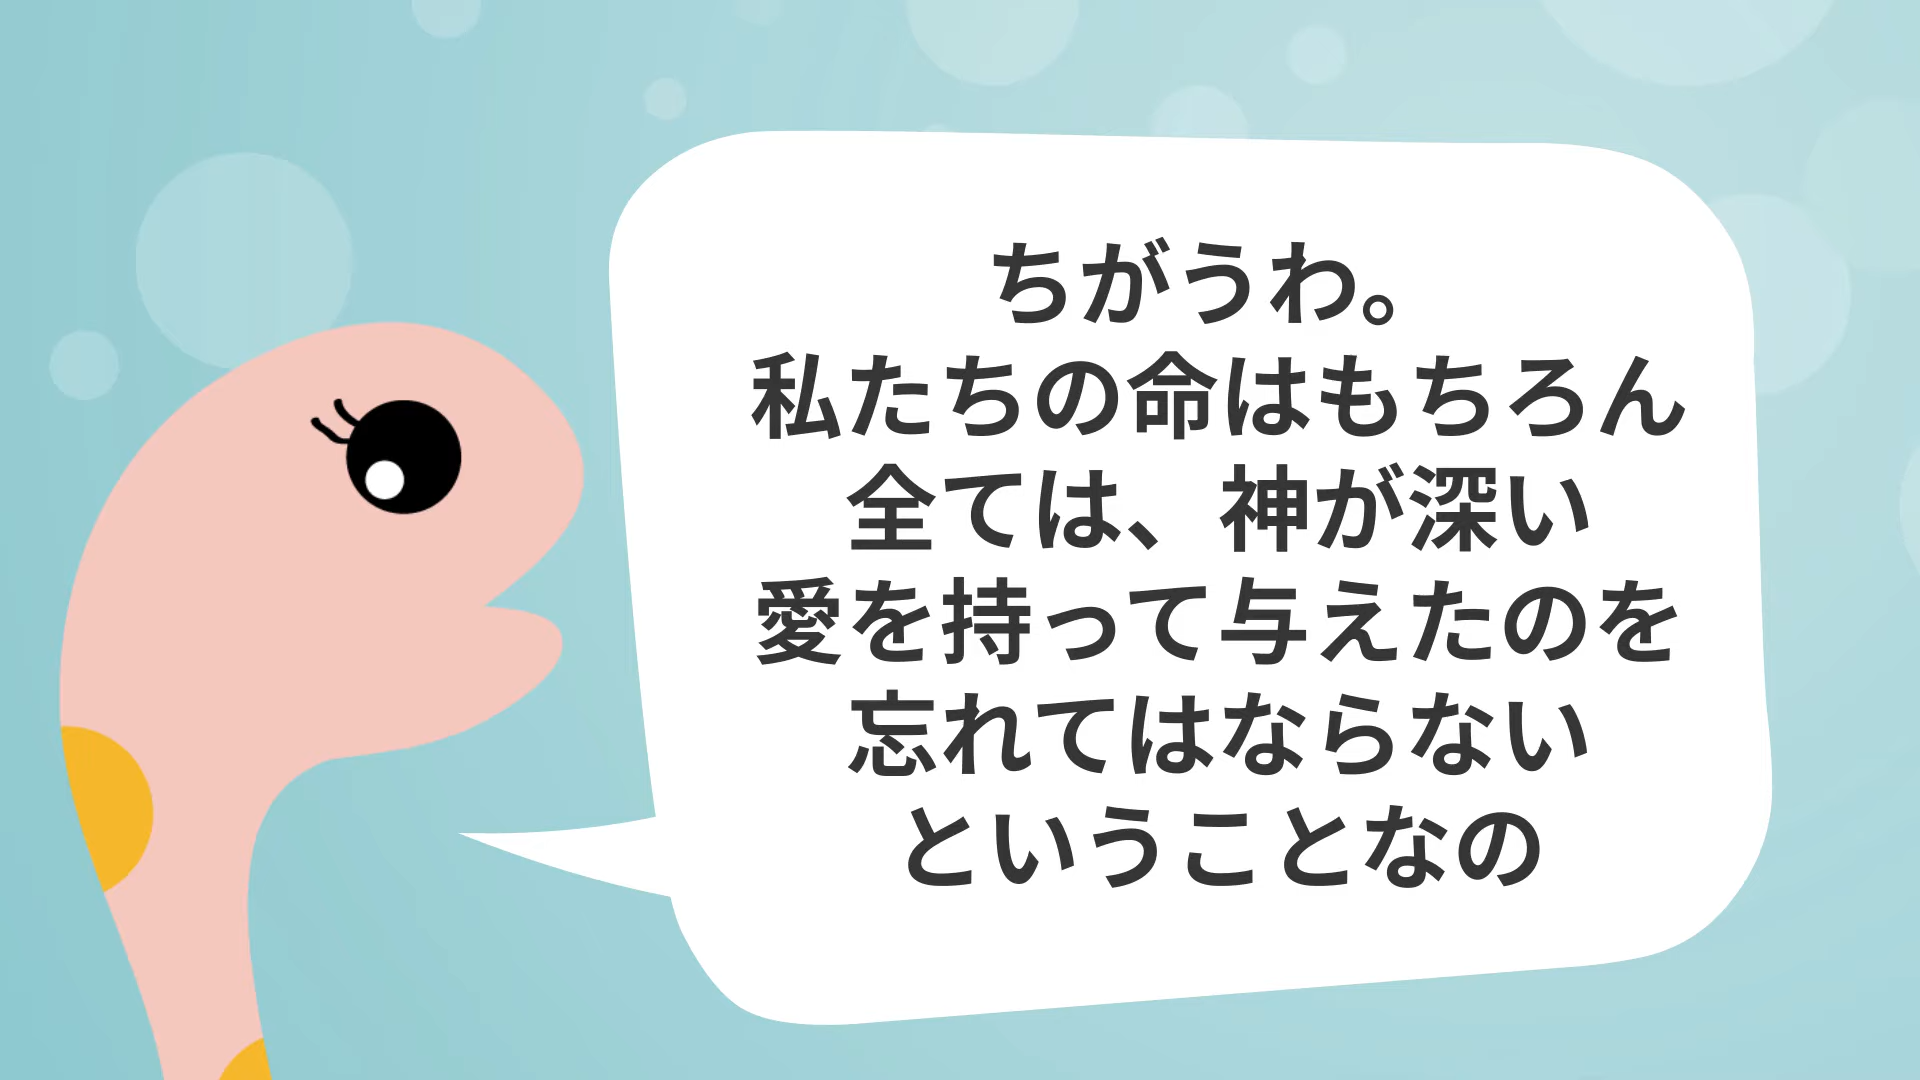 ちがうわ。
私たちの命はもちろん
全ては、神が深い
愛を持って与えたのを
忘れてはならない
ということなの